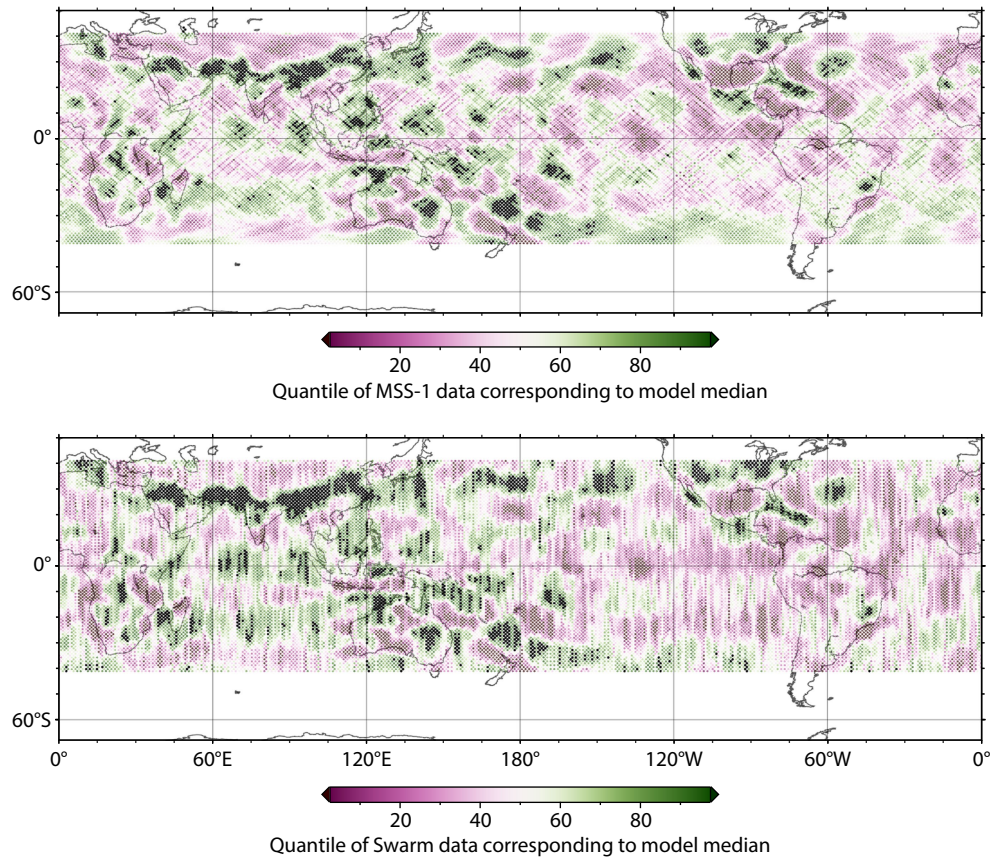 0°
60°S
20 40 60 80
Quantile of MSS-1 data corresponding to model median
0°
60°S
0° 60°E 120°E 180° 120°W 60°W 0°
20 40 60 80
Quantile of Swarm data corresponding to model median